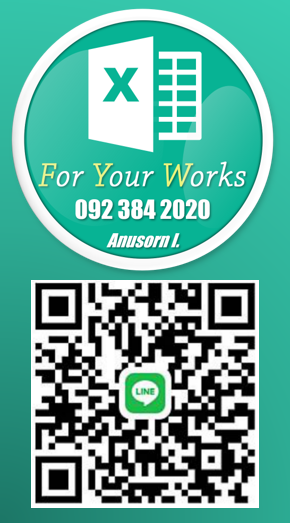 X
For Your Works
092 384 2020
Anusorn I.
LINE